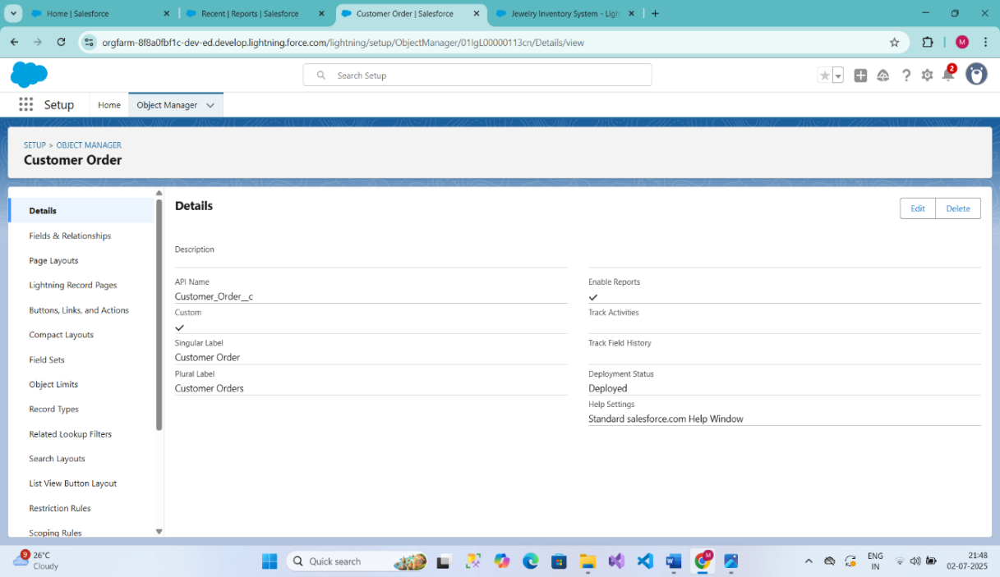 Home | Salesforce
Recent | Reports | Salesforce
Customer Order | Salesforce
Jewelry Inventory System - Ligh
orgfarm-8f8a0fbf1c-dev-ed.develop.lightning.force.com/lightning/setup/ObjectManager/01IgL00000113cn/Details/view
M
Search Setup
2
Setup
Home
Object Manager
SETUP > OBJECT MANAGER
Customer Order
Details
Fields & Relationships
Page Layouts
Lightning Record Pages
Buttons, Links, and Actions
Compact Layouts
Field Sets
Object Limits
Record Types
Related Lookup Filters
Search Layouts
List View Button Layout
Restriction Rules
Scoping Rules
Details
Edit
Delete
Description
API Name
Customer_Order__c
Custom
Singular Label
Customer Order
Plural Label
Customer Orders
Enable Reports
Track Activities
Track Field History
Deployment Status
Deployed
Help Settings
Standard salesforce.com Help Window
9
26°C
Cloudy
Quick search
M
ENG
IN
21:48
02-07-2025